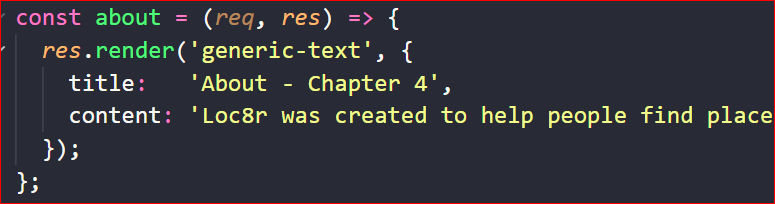 const about = (req, res) => {
res.render('generic-text', {
title: 'About - Chapter 4',
content: 'Loc8r was created to help people find place
});
};